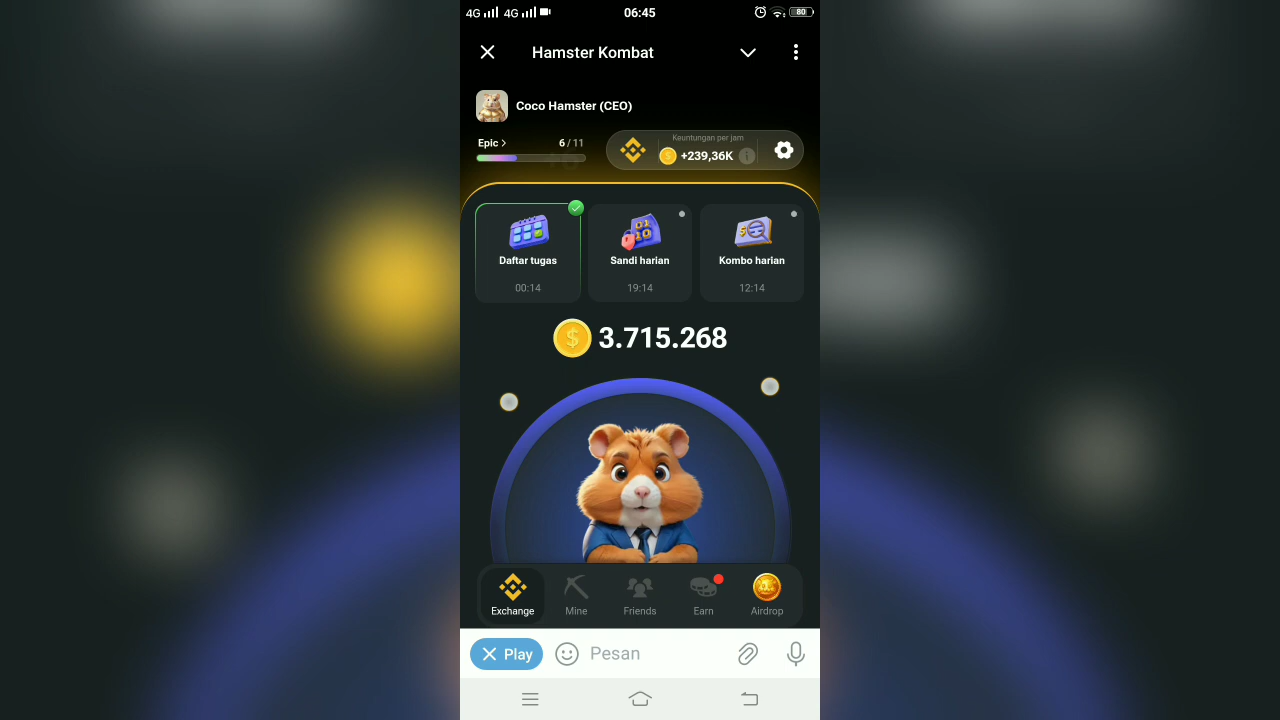 4G 4G 06:45 80
Hamster Kombat
Coco Hamster (CEO)
Epic 6 / 11
Keuntungan per jam
+239,36K
Daftar tugas
00:14
Sandi harian
19:14
Kombo harian
12:14
3.715.268
Exchange Mine Friends Earn Airdrop
Play Pesan